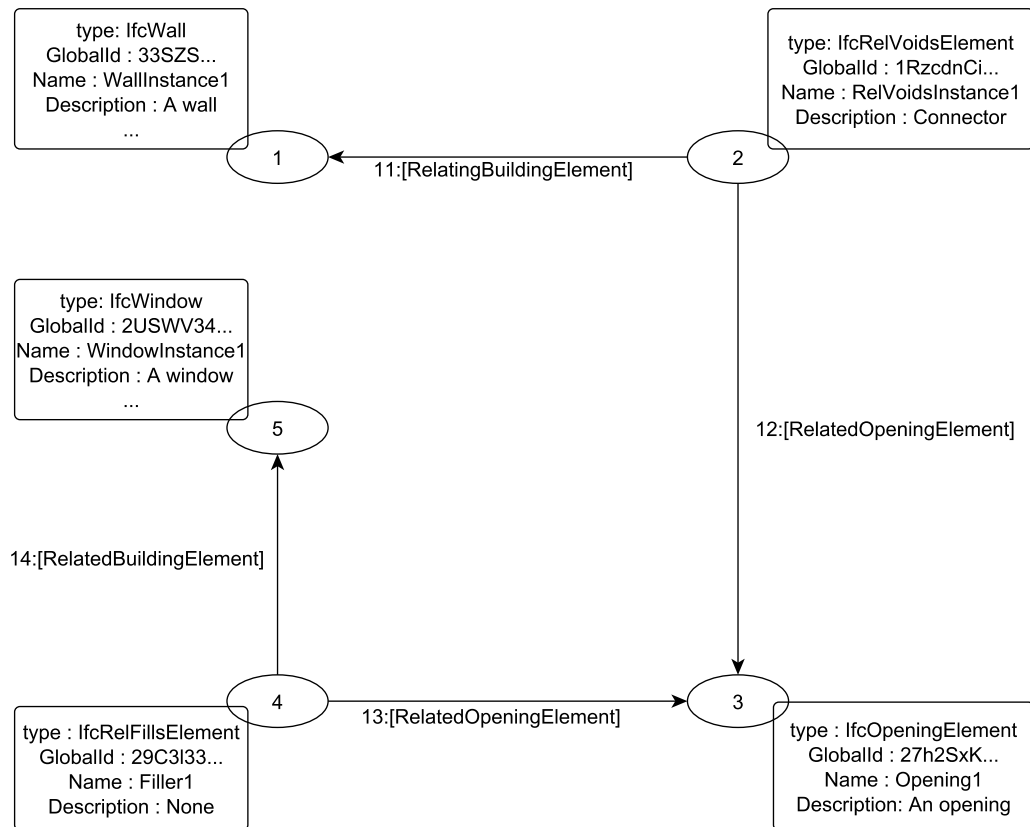 type: IfcWall
GlobalId : 33SZS...
Name : WallInstance1
Description : A wall
...
1
type: IfcRelVoidsElement
GlobalId : 1RzcdnCi...
Name : RelVoidsInstance1
Description : Connector
2
11:[RelatingBuildingElement]
type: IfcWindow
GlobalId : 2USWV34...
Name : WindowInstance1
Description : A window
...
5
12:[RelatedOpeningElement]
14:[RelatedBuildingElement]
4
13:[RelatedOpeningElement]
3
type : IfcRelFillsElement
GlobalId : 29C3l33...
Name : Filler1
Description : None
type : IfcOpeningElement
GlobalId : 27h2SxK...
Name : Opening1
Description: An opening